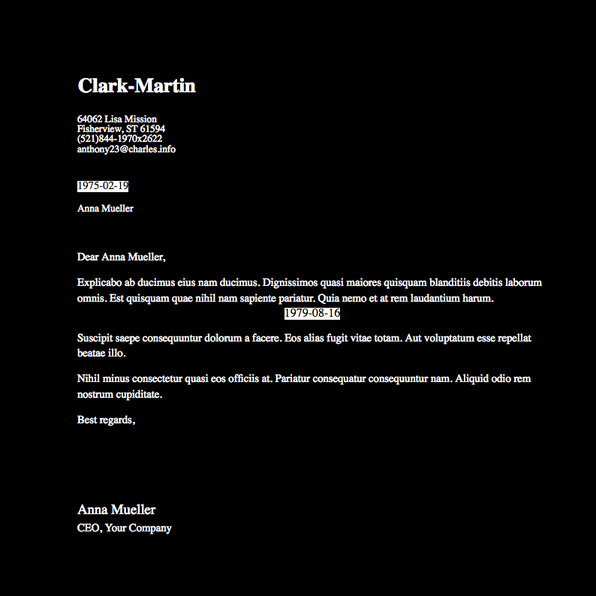 Clark-Martin
64062 Lisa Mission
Fisherview, ST 61594
(521)844-1970x2622
anthony23@charles.info
1975-02-19
Anna Mueller
Dear Anna Mueller,
Explicabo ab ducimus eius nam ducimus. Dignissimos quasi maiores quisquam blanditiis debitis laborum
omnis. Est quisquam quae nihil nam sapiente pariatur. Quia nemo et at rem laudantium harum.
1979-08-16
Suscipit saepe consequuntur dolorum a facere. Eos alias fugit vitae totam. Aut voluptatum esse repellat
beatae illo.
Nihil minus consectetur quasi eos officiis at. Pariatur consequatur consequuntur nam. Aliquid odio rem
nostrum cupiditate.
Best regards,
Anna Mueller
CEO, Your Company